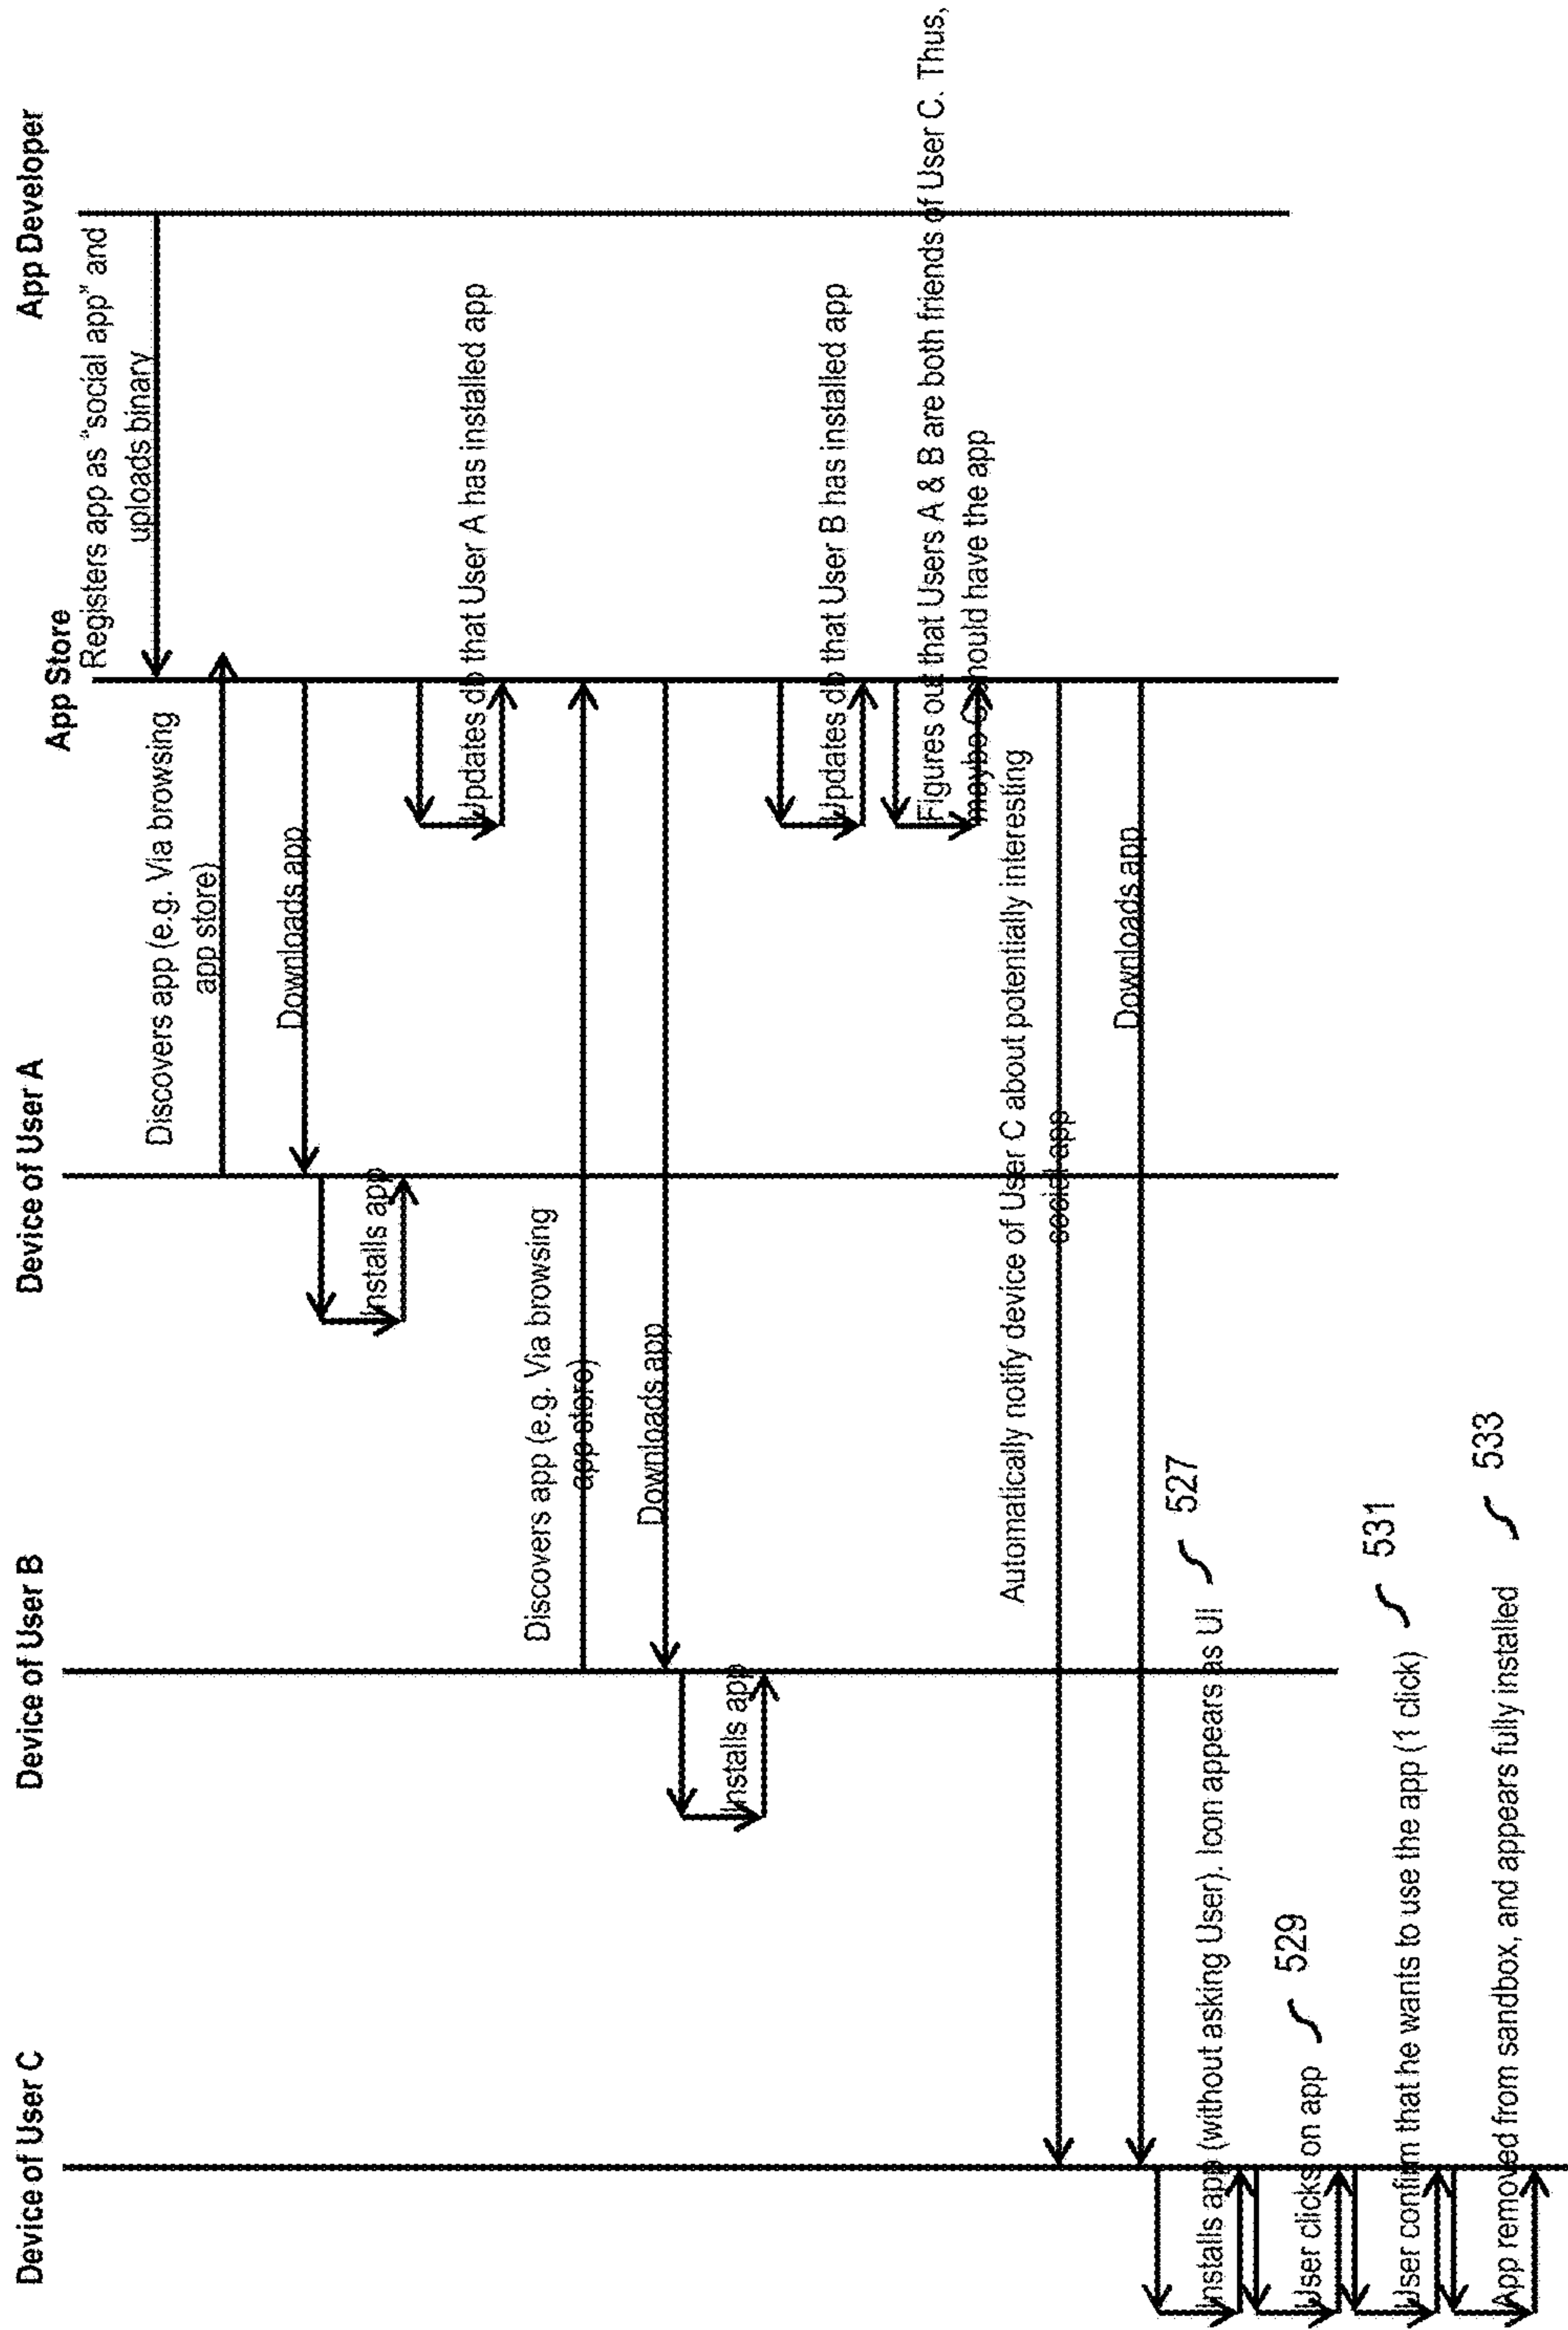 Device of User C
Device of User B
Device of User A
App Store
App Developer
Registers app as "social app" and
uploads binary
Discovers app (e.g. Via browsing
app store)
Downloads app
Installs app
Updates db that User A has installed app
Discovers app (e.g. Via browsing
app store)
Downloads app
Installs app
Updates db that User B has installed app
Figures out that Users A & B are both friends of User C. Thus,
maybe C should have the app
Automatically notify device of User C about potentially interesting
social app
Downloads app
Installs app (without asking User). Icon appears as UI
527
User clicks on app
529
User confirm that he wants to use the app (1 click)
531
App removed from sandbox, and appears fully installed
533